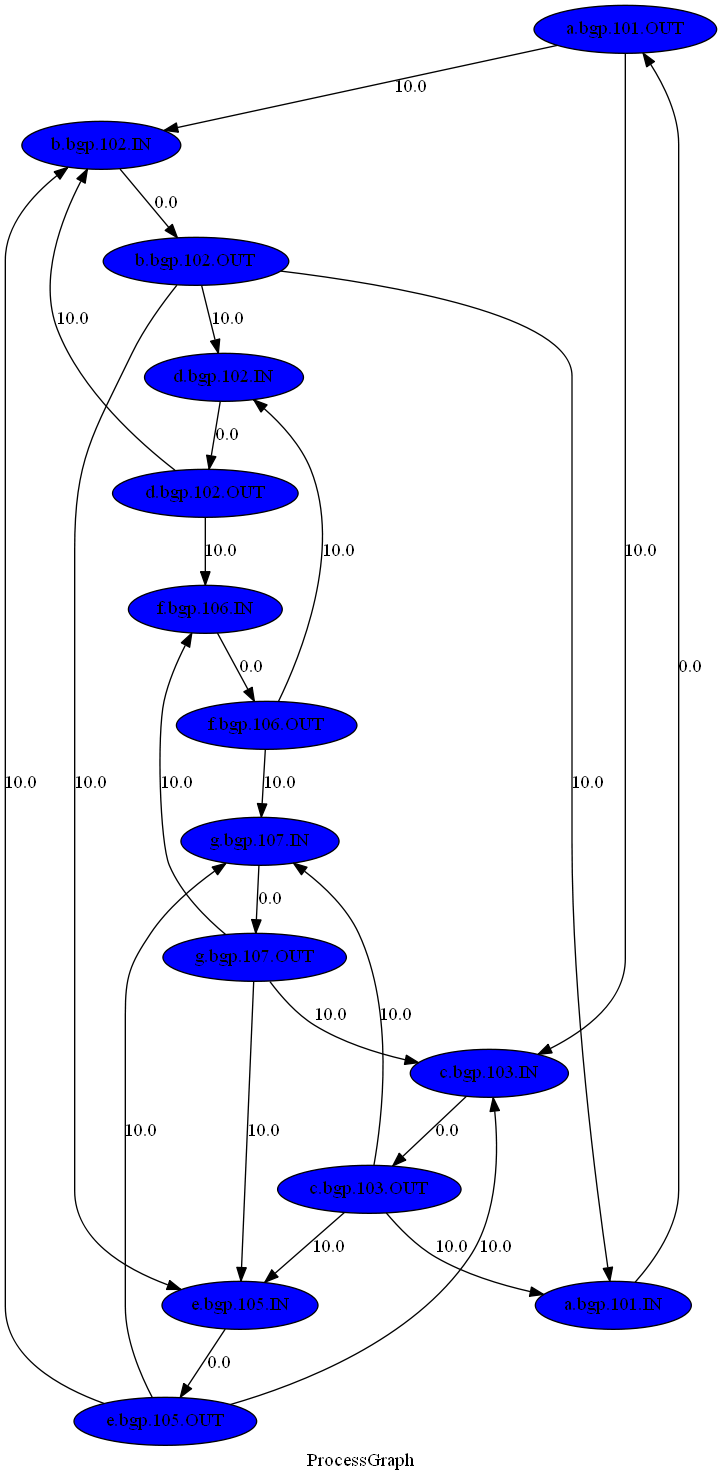 a.bgp.101.OUT
10.0
b.bgp.102.IN
0.0
b.bgp.102.OUT
10.0
10.0
d.bgp.102.IN
0.0
d.bgp.102.OUT
10.0
10.0
10.0
f.bgp.106.IN
0.0
0.0
f.bgp.106.OUT
10.0
10.0
10.0
10.0
10.0
g.bgp.107.IN
0.0
g.bgp.107.OUT
10.0
10.0
c.bgp.103.IN
10.0
10.0
0.0
c.bgp.103.OUT
10.0
10.0
10.0
e.bgp.105.IN
a.bgp.101.IN
0.0
e.bgp.105.OUT
ProcessGraph